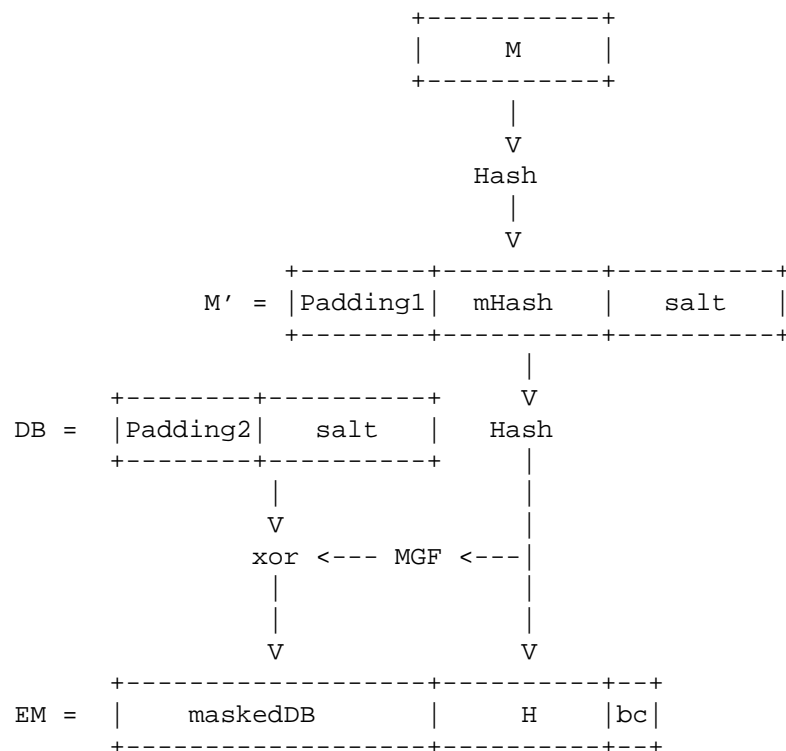 M
Hash
M' = |Padding1| mHash | salt |
DB = |Padding2| salt | Hash
xor <--- MGF <---|
EM = | maskedDB | H |bc|